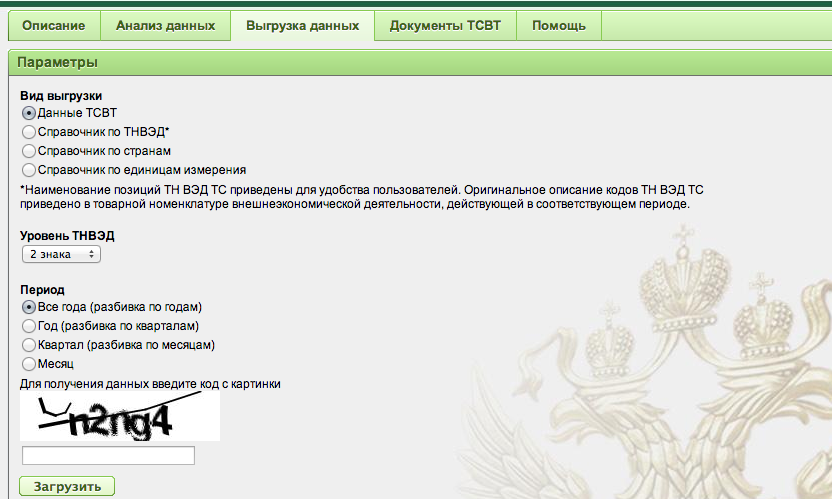 Описание Анализ данных Выгрузка данных Документы ТСВТ Помощь
Параметры
Вид выгрузки
Данные ТСВТ
Справочник по ТНВЭД*
Справочник по странам
Справочник по единицам измерения
*Наименование позиций ТН ВЭД ТС приведены для удобства пользователей. Оригинальное описание кодов ТН ВЭД ТС
приведено в товарной номенклатуре внешнеэкономической деятельности, действующей в соответствующем периоде.
Уровень ТНВЭД
2 знака
Период
Все года (разбивка по годам)
Год (разбивка по кварталам)
Квартал (разбивка по месяцам)
Месяц
Для получения данных введите код с картинки
n2ng4
Загрузить